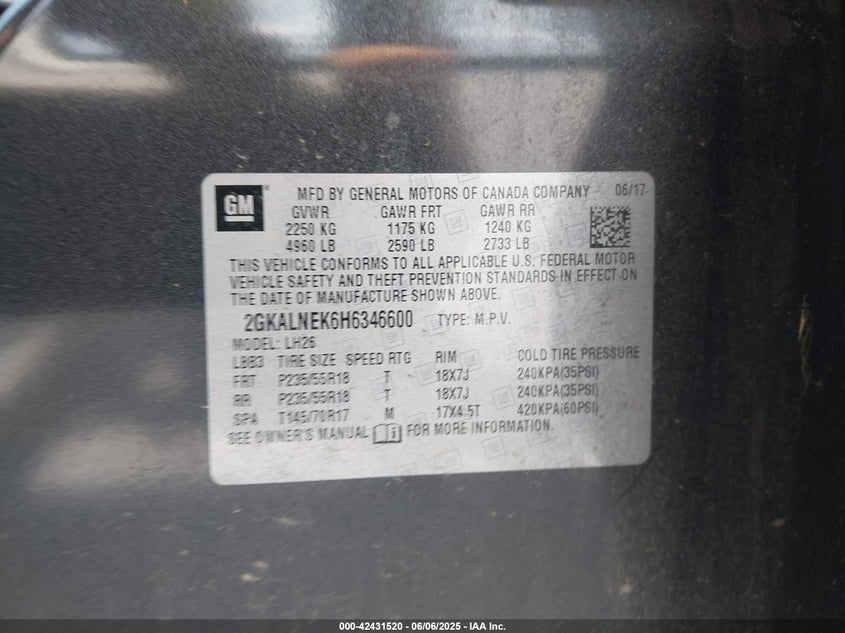 GM
MFD BY GENERAL MOTORS OF CANADA COMPANY 06/17
GVWR GAWR FRT GAWR RR
2250 KG 1175 KG 1240 KG
4960 LB 2590 LB 2733 LB
THIS VEHICLE CONFORMS TO ALL APPLICABLE U.S. FEDERAL MOTOR
VEHICLE SAFETY AND THEFT PREVENTION STANDARDS IN EFFECT ON
THE DATE OF MANUFACTURE SHOWN ABOVE.
2GKALNEK6H6346600 TYPE: M.P.V.
MODEL: LH26
LBB3 TIRE SIZE SPEED RTG RIM COLD TIRE PRESSURE
FRT P235/55R18 T 18X7J 240KPA(35PSI)
RR P235/55R18 T 18X7J 240KPA(35PSI)
SPA T145/70R17 M 17X4.5T 420KPA(60PSI)
SEE OWNER'S MANUAL FOR MORE INFORMATION.
000-42431520 - 06/06/2025 - IAA Inc.